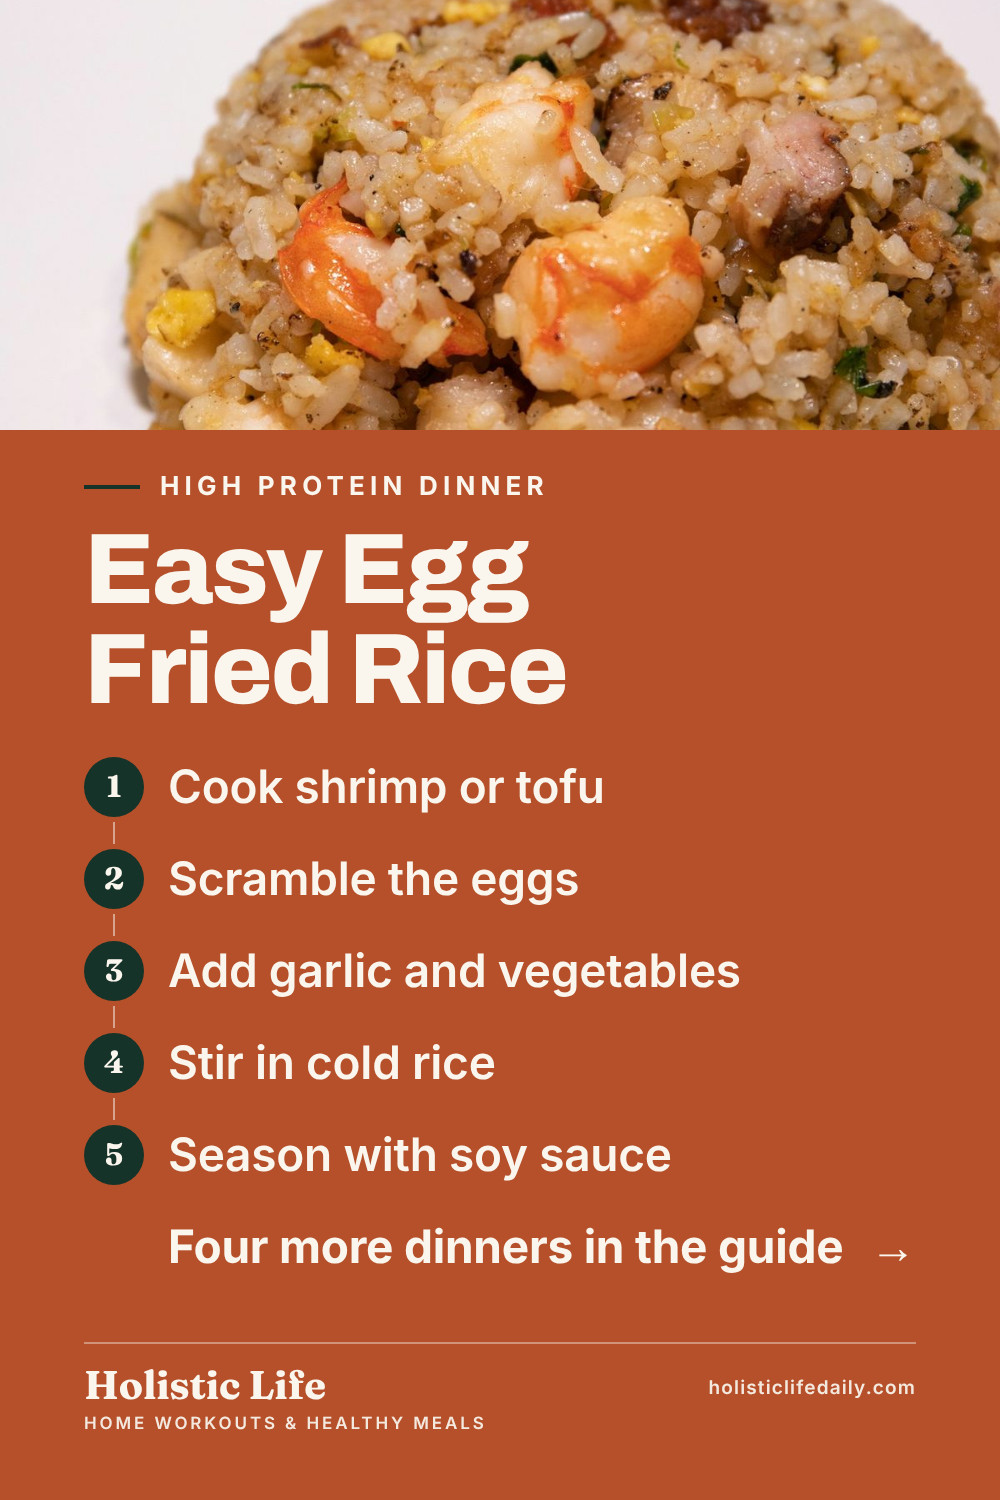 HIGH PROTEIN DINNER
Easy Egg
Fried Rice
1 Cook shrimp or tofu
2 Scramble the eggs
3 Add garlic and vegetables
4 Stir in cold rice
5 Season with soy sauce
Four more dinners in the guide →
Holistic Life
holisticlifedaily.com
HOME WORKOUTS & HEALTHY MEALS